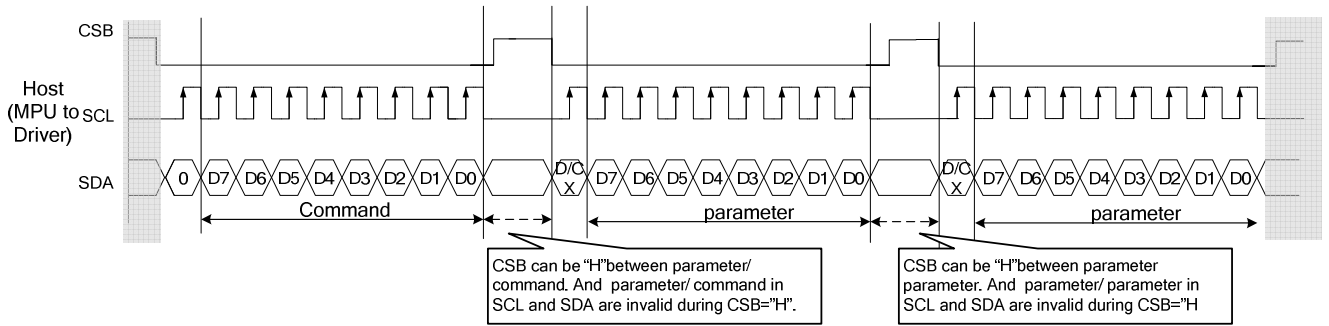 CSB
Host
(MPU to
Driver)
SCL
SDA
0 D7 D6 D5 D4 D3 D2 D1 D0
D/C
X
D7 D6 D5 D4 D3 D2 D1 D0
D/C
X
D7 D6 D5 D4 D3 D2 D1 D0
Command
parameter
parameter
CSB can be “H”between parameter/
command. And parameter/ command in
SCL and SDA are invalid during CSB=”H”.
CSB can be “H”between parameter
parameter. And parameter/ parameter in
SCL and SDA are invalid during CSB=”H